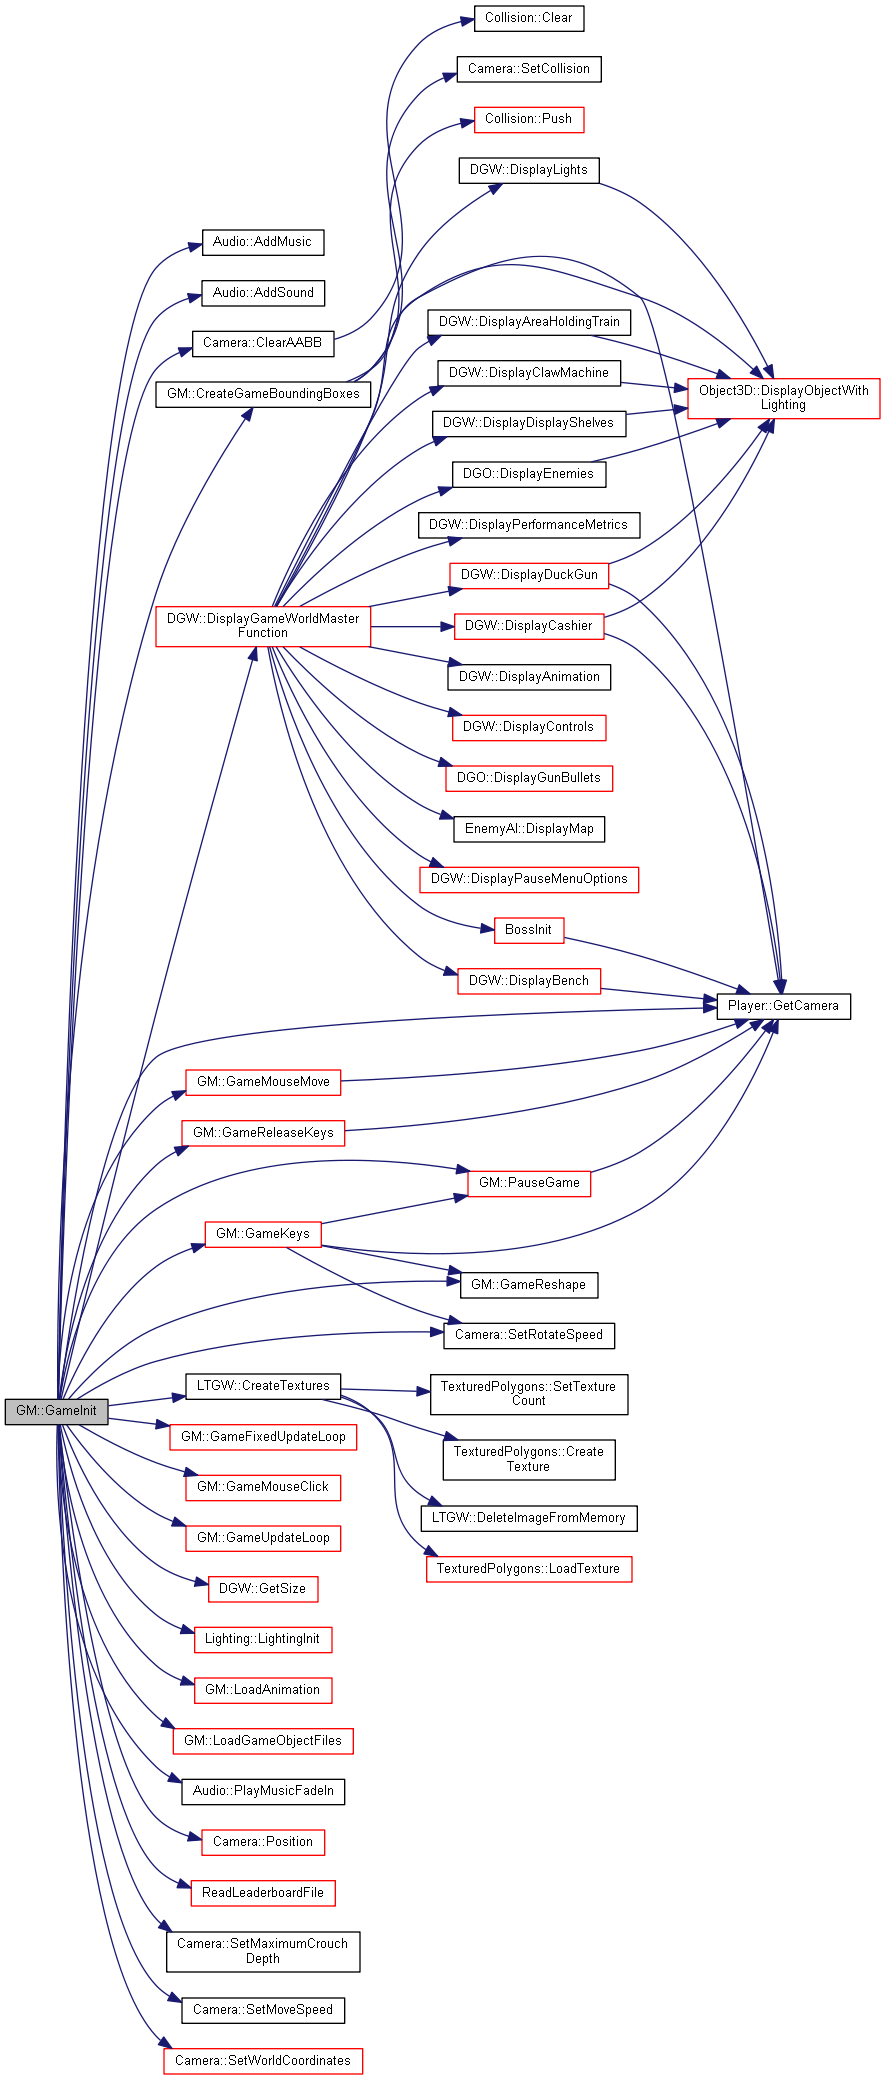 Collision::Clear
Camera::SetCollision
Collision::Push
DGW::DisplayLights
Audio::AddMusic
Audio::AddSound
Camera::ClearAABB
GM::CreateGameBoundingBoxes
DGW::DisplayAreaHoldingTrain
DGW::DisplayClawMachine
Object3D::DisplayObjectWith
Lighting
DGW::DisplayDisplayShelves
DGO::DisplayEnemies
DGW::DisplayPerformanceMetrics
DGW::DisplayDuckGun
DGW::DisplayGameWorldMaster
Function
DGW::DisplayCashier
DGW::DisplayAnimation
DGW::DisplayControls
DGO::DisplayGunBullets
EnemyAI::DisplayMap
DGW::DisplayPauseMenuOptions
BossInit
DGW::DisplayBench
Player::GetCamera
GM::GameMouseMove
GM::GameReleaseKeys
GM::PauseGame
GM::GameKeys
GM::GameReshape
Camera::SetRotateSpeed
LTGW::CreateTextures
TexturedPolygons::SetTexture
Count
GM::GameInit
GM::GameFixedUpdateLoop
TexturedPolygons::Create
Texture
GM::GameMouseClick
LTGW::DeleteImageFromMemory
GM::GameUpdateLoop
TexturedPolygons::LoadTexture
DGW::GetSize
Lighting::LightingInit
GM::LoadAnimation
GM::LoadGameObjectFiles
Audio::PlayMusicFadeIn
Camera::Position
ReadLeaderboardFile
Camera::SetMaximumCrouch
Depth
Camera::SetMoveSpeed
Camera::SetWorldCoordinates